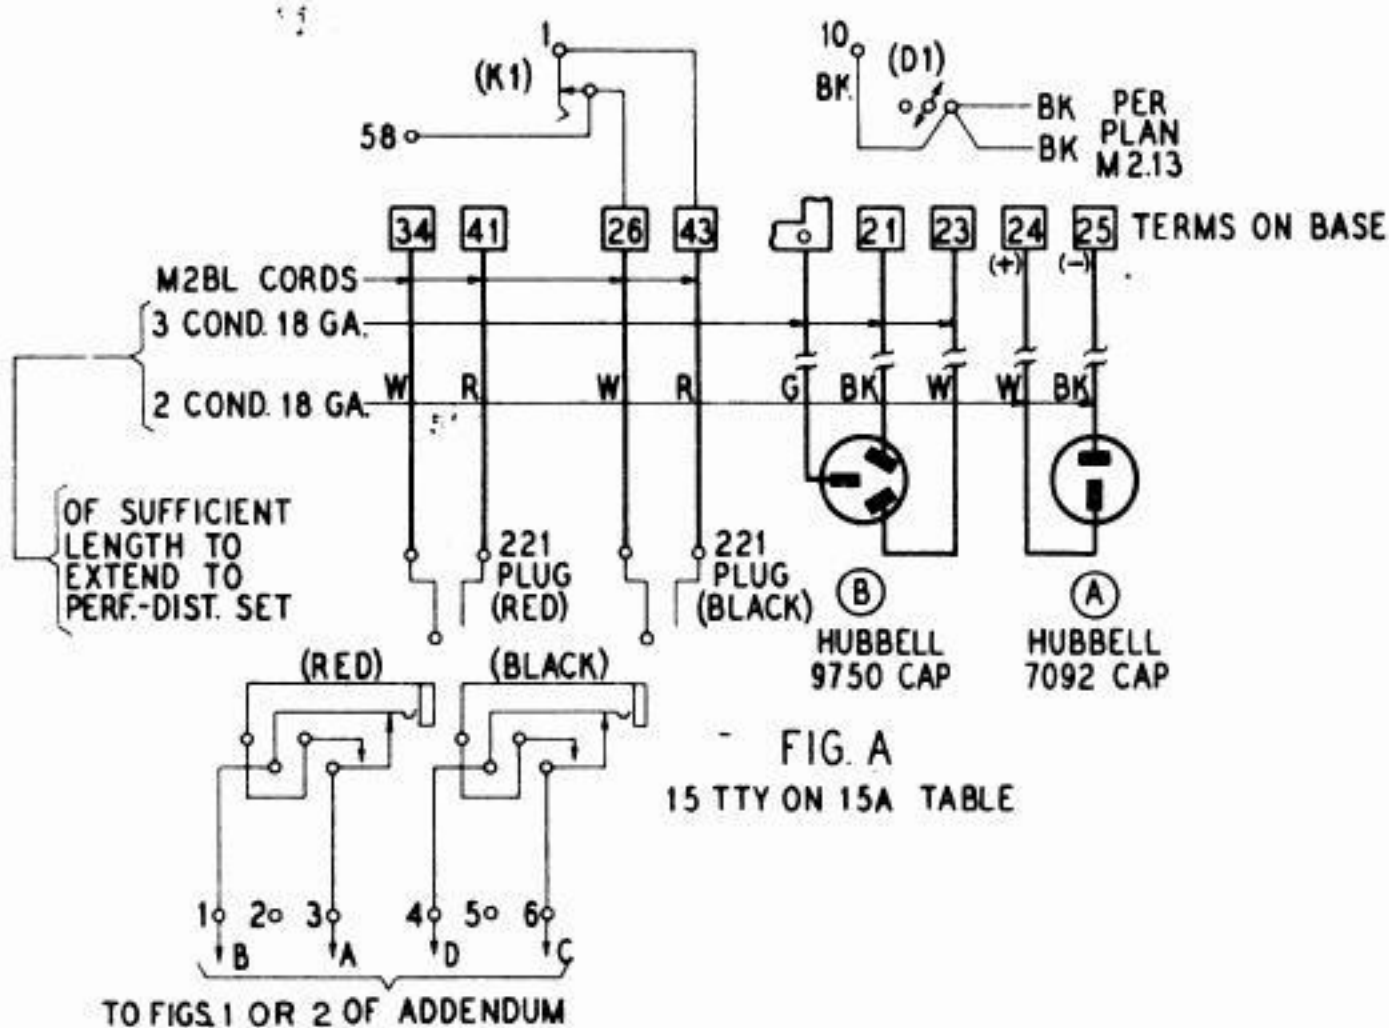 1
(K1)
58
10
(D1)
BK
BK
BK
PER
PLAN
M 2.13
34
41
26
43
21
23
24
25
TERMS ON BASE
(+)
(-)
M2BL CORDS
3 COND. 18 GA.
2 COND. 18 GA.
W
R
W
R
G
BK
W
W
BK
OF SUFFICIENT
LENGTH TO
EXTEND TO
PERF.-DIST. SET
221
PLUG
(RED)
221
PLUG
(BLACK)
B
HUBBELL
9750 CAP
A
HUBBELL
7092 CAP
(RED)
(BLACK)
FIG. A
15 TTY ON 15A TABLE
1
2
3
4
5
6
B
A
D
C
TO FIGS. 1 OR 2 OF ADDENDUM